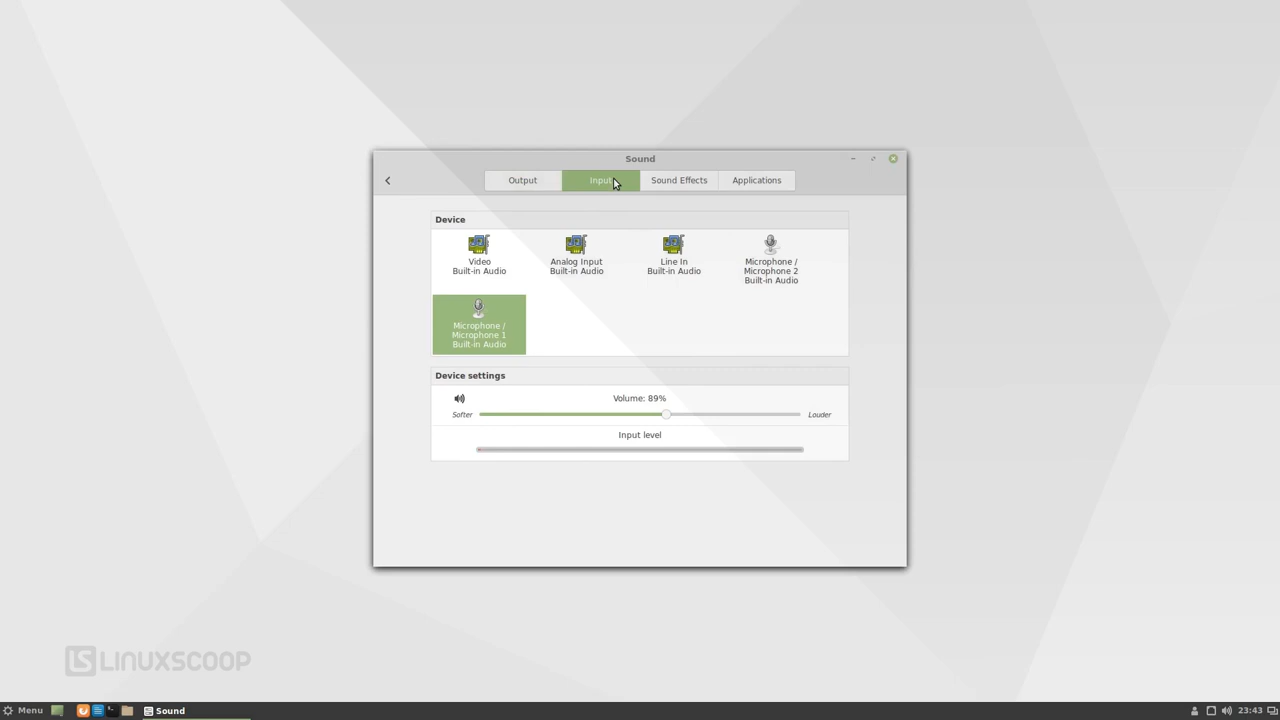 Sound
Output
Input
Sound Effects
Applications
Device
Video
Built-in Audio
Analog Input
Built-in Audio
Line In
Built-in Audio
Microphone /
Microphone 2
Built-in Audio
Microphone /
Microphone 1
Built-in Audio
Device settings
Volume: 89%
Softer
Louder
Input level
LS LINUXSCOOP
Menu
Sound
23:43